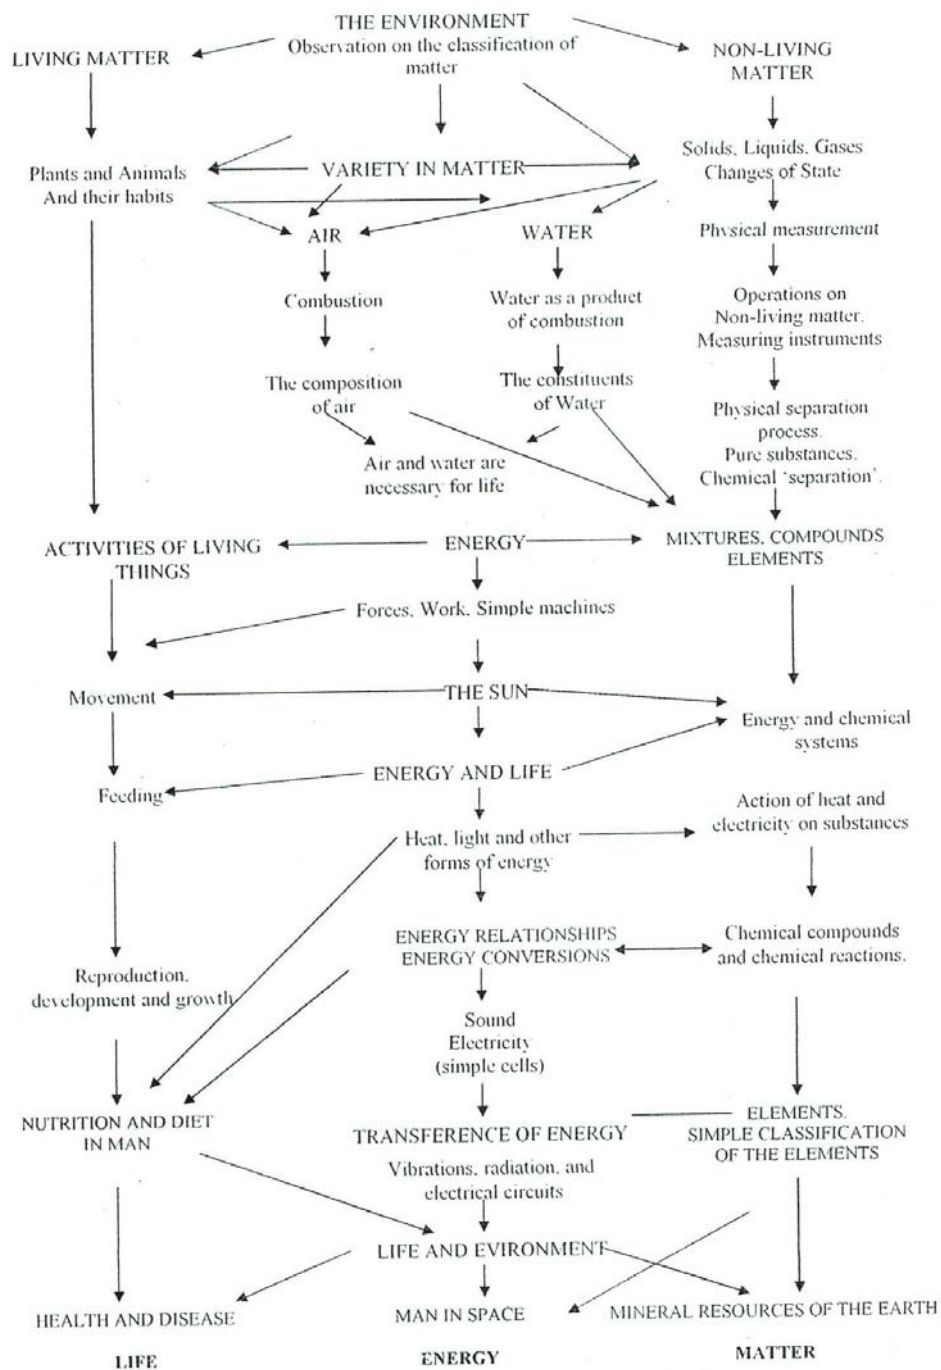 THE ENVIRONMENT
Observation on the classification of
matter
LIVING MATTER
NON-LIVING
MATTER
Plants and Animals
And their habits
VARIETY IN MATTER
Solids, Liquids, Gases
Changes of State
AIR
WATER
Physical measurement
Combustion
Water as a product
of combustion
Operations on
Non-living matter.
Measuring instruments
The composition
of air
The constituents
of Water
Physical separation
process.
Pure substances.
Chemical 'separation'.
Air and water are
necessary for life
ACTIVITIES OF LIVING
THINGS
ENERGY
MIXTURES, COMPOUNDS
ELEMENTS
Forces, Work, Simple machines
Movement
THE SUN
Energy and chemical
systems
Feeding
ENERGY AND LIFE
Action of heat and
electricity on substances
Heat, light and other
forms of energy
ENERGY RELATIONSHIPS
ENERGY CONVERSIONS
Chemical compounds
and chemical reactions.
Reproduction,
development and growth
Sound
Electricity
(simple cells)
NUTRITION AND DIET
IN MAN
TRANSFERENCE OF ENERGY
ELEMENTS.
SIMPLE CLASSIFICATION
OF THE ELEMENTS
Vibrations, radiation, and
electrical circuits
LIFE AND EVIRONMENT
HEALTH AND DISEASE
MAN IN SPACE
MINERAL RESOURCES OF THE EARTH
LIFE
ENERGY
MATTER